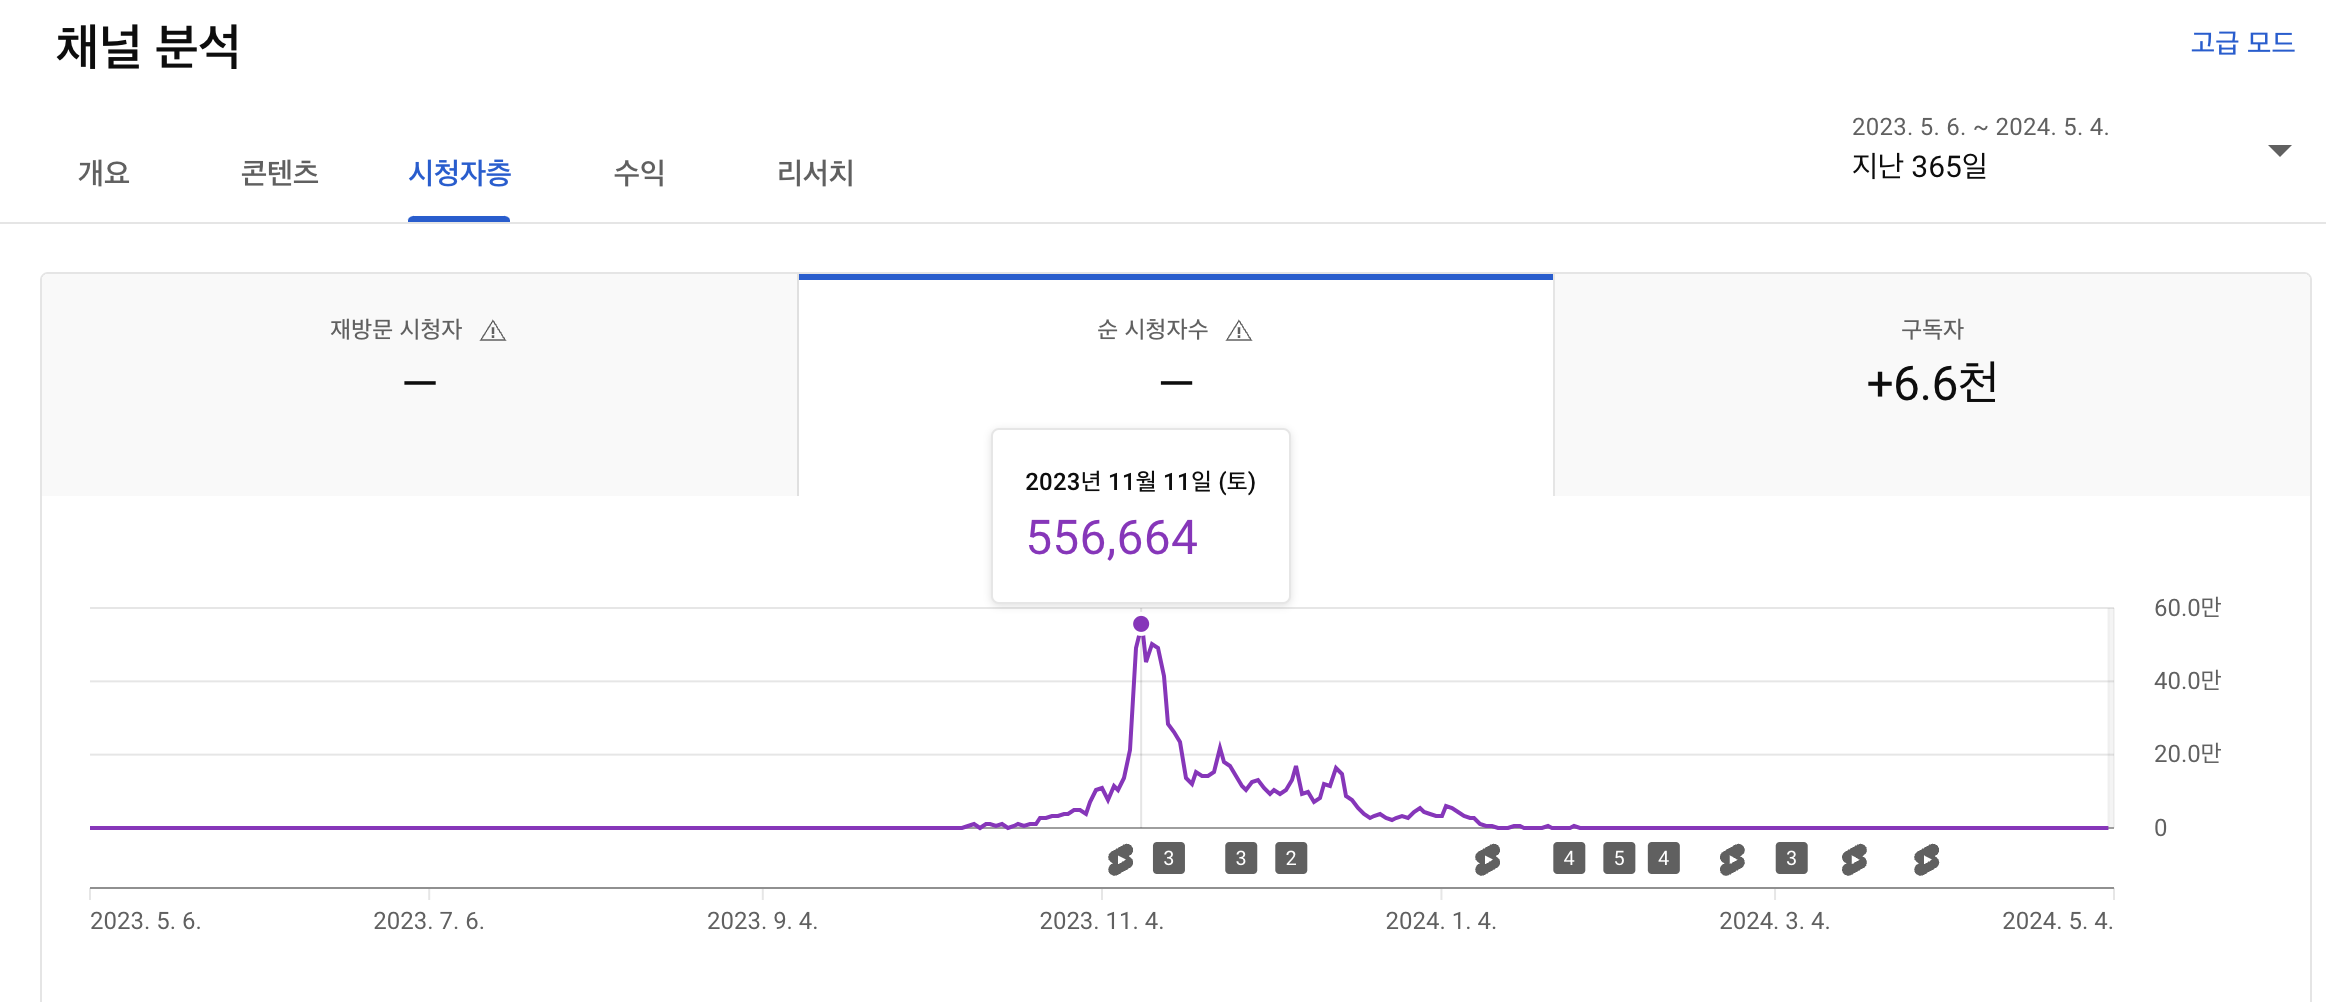 채널 분석
고급 모드
개요 콘텐츠 시청자층 수익 리서치
2023. 5. 6. ~ 2024. 5. 4.
지난 365일
재방문 시청자
—
순 시청자수
—
구독자
+6.6천
2023년 11월 11일 (토)
556,664
60.0만
40.0만
20.0만
0
3 3 2 4 5 4 3
2023. 5. 6. 2023. 7. 6. 2023. 9. 4. 2023. 11. 4. 2024. 1. 4. 2024. 3. 4. 2024. 5. 4.